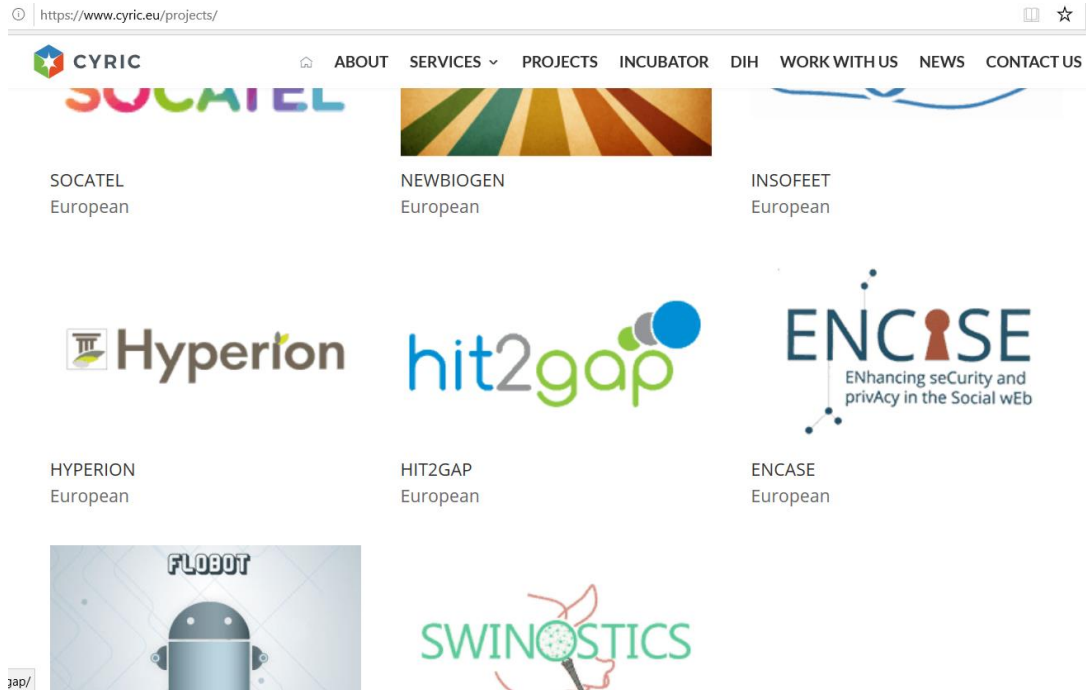 https://www.cyric.eu/projects/
CYRIC
ABOUT SERVICES PROJECTS INCUBATOR DIH WORK WITH US NEWS CONTACT US
SOCATEL
SOCATEL
European
NEWBIOGEN
European
INSOFEET
European
Hyperion
hit2gap
ENCASE
ENhancing seCurity and
privAcy in the Social wEb
HYPERION
European
HIT2GAP
European
ENCASE
European
FLOBOT
SWINOSTICS
gap/